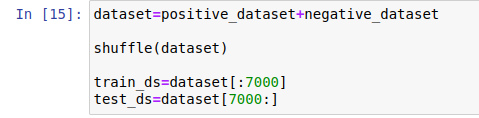 In [15]: dataset=positive_dataset+negative_dataset
shuffle(dataset)
train_ds=dataset[:7000]
test_ds=dataset[7000:]